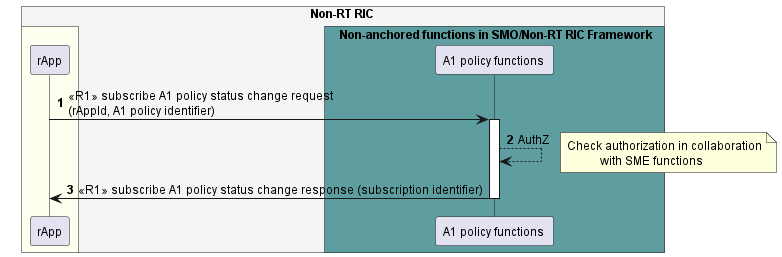 Non-RT RIC
Non-anchored functions in SMO/Non-RT RIC Framework
rApp
A1 policy functions
1 «R1» subscribe A1 policy status change request
(rAppId, A1 policy identifier)
2 AuthZ
Check authorization in collaboration
with SME functions
3 «R1» subscribe A1 policy status change response (subscription identifier)
rApp
A1 policy functions